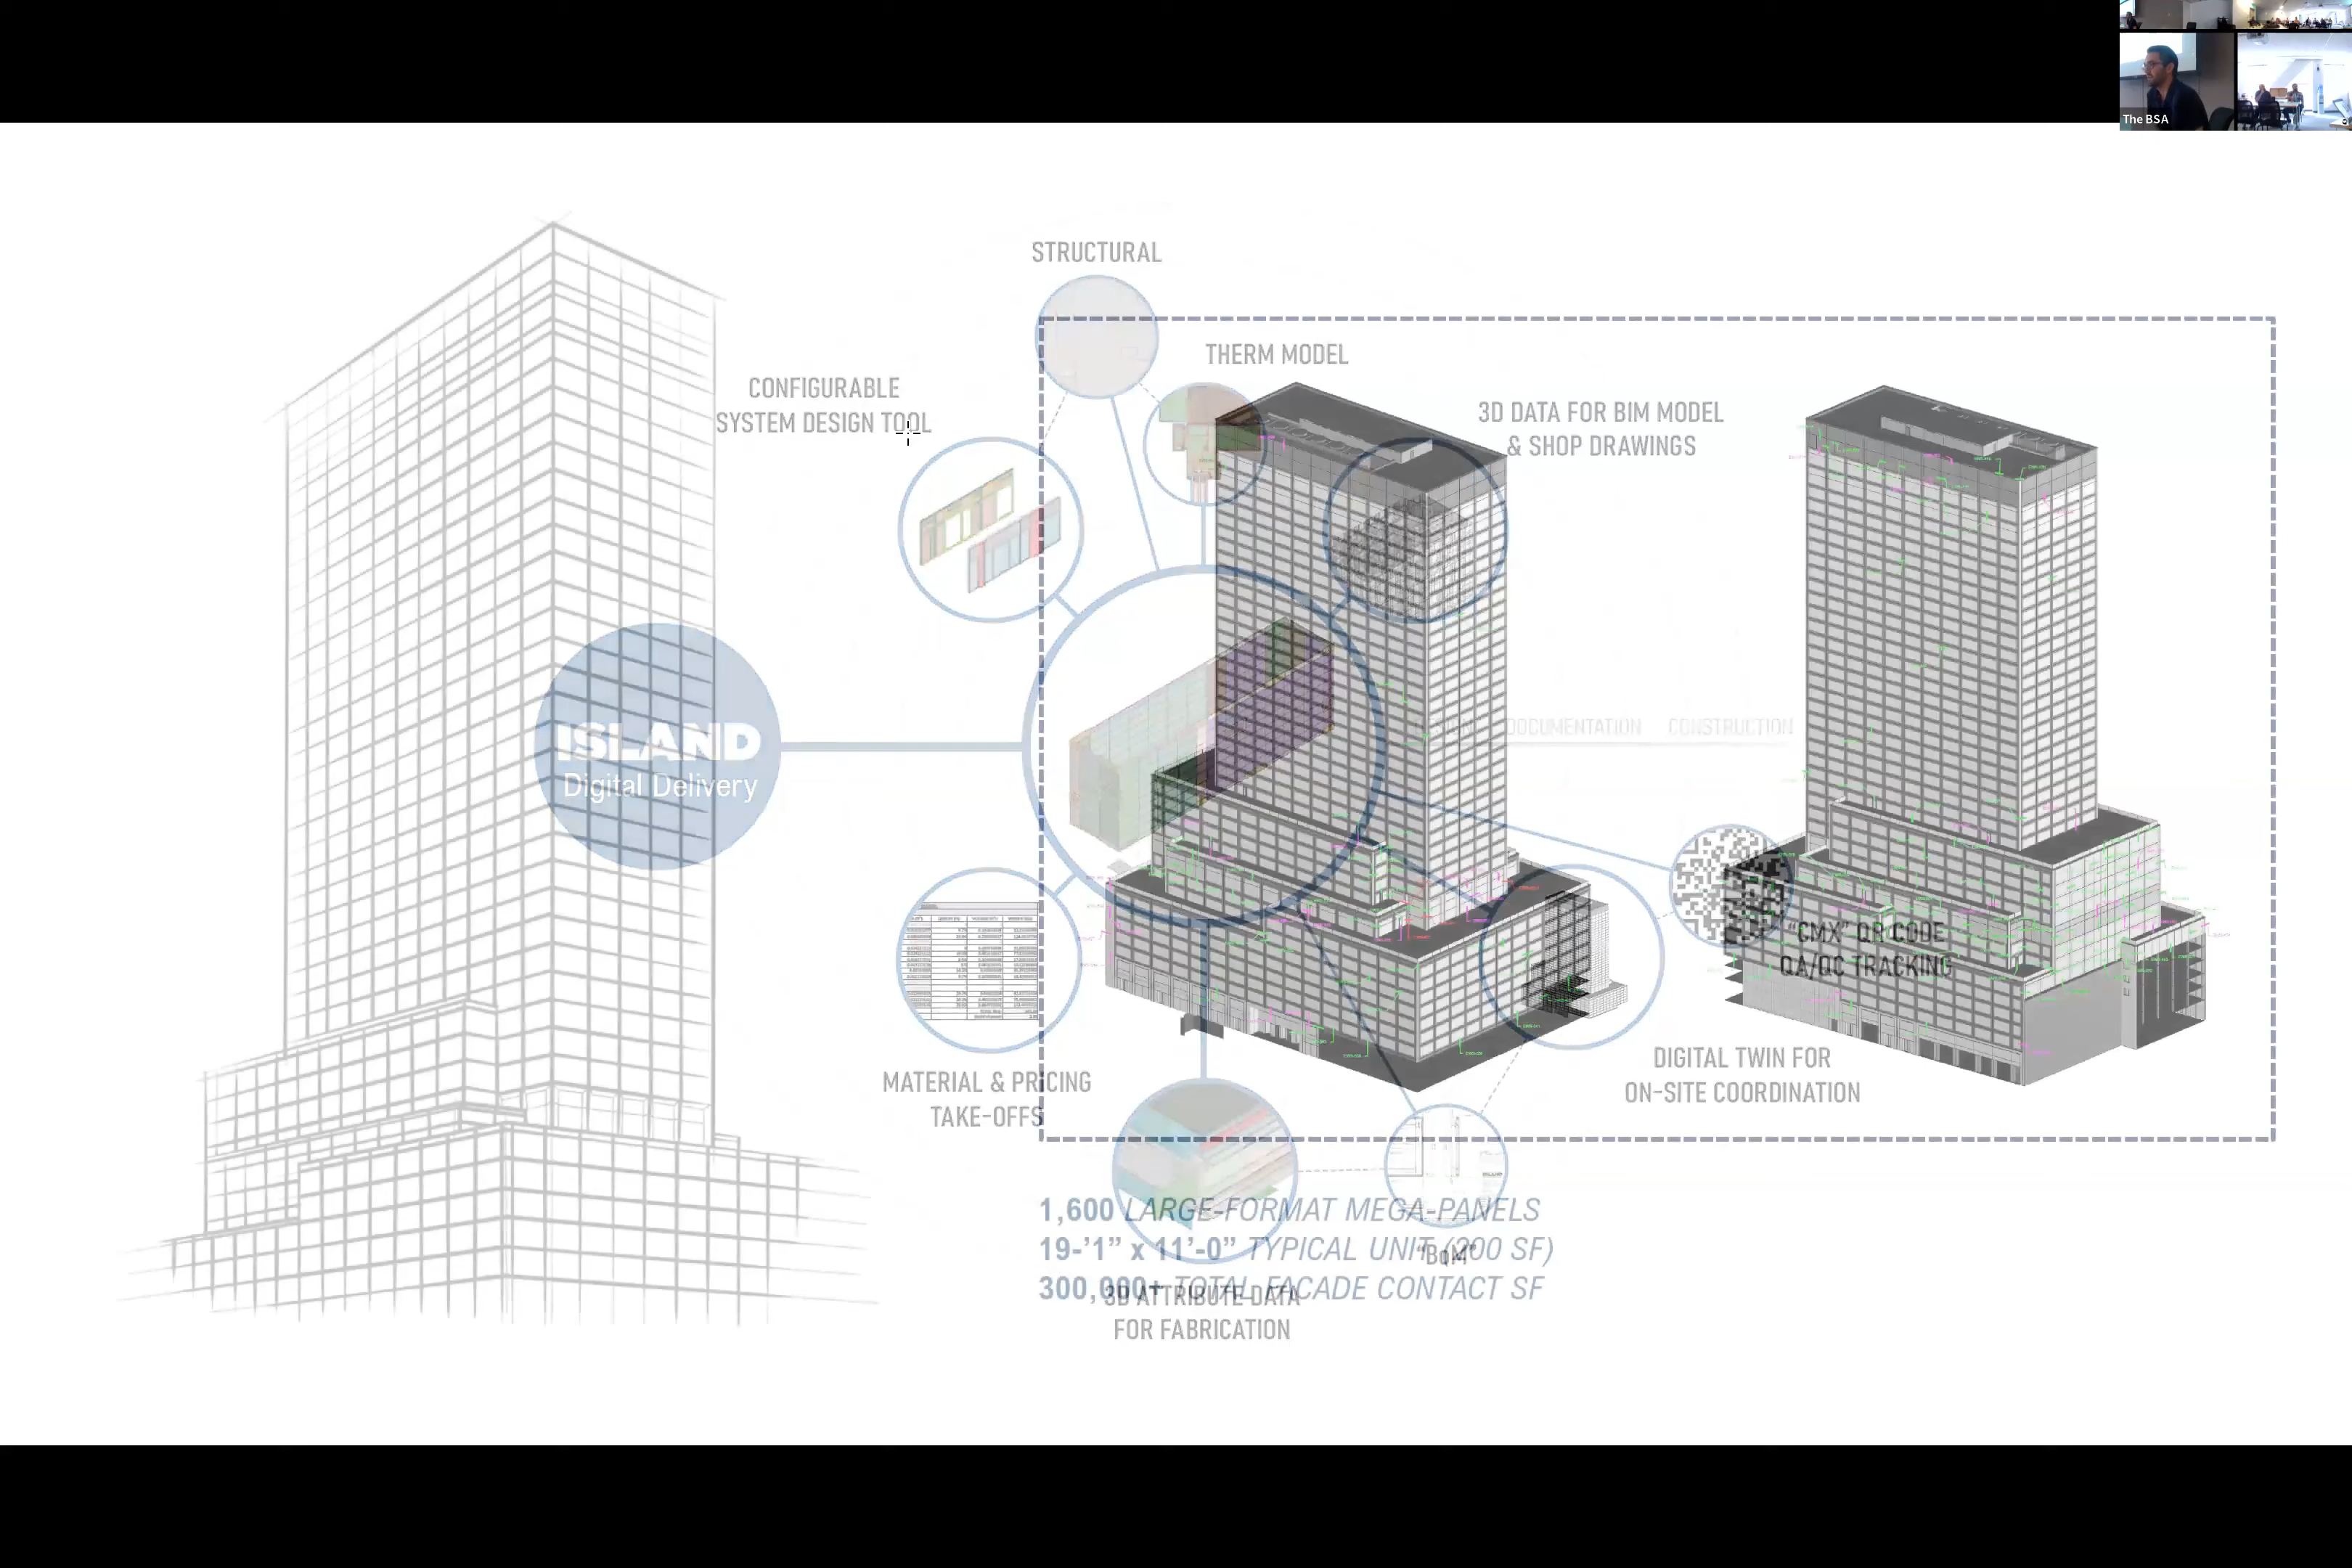 The BSA
STRUCTURAL
THERM MODEL
CONFIGURABLE
SYSTEM DESIGN TOOL
3D DATA FOR BIM MODEL
& SHOP DRAWINGS
ISLAND
Digital Delivery
DOCUMENTATION
CONSTRUCTION
"CMX" QR CODE
QA/QC TRACKING
DIGITAL TWIN FOR
ON-SITE COORDINATION
MATERIAL & PRICING
TAKE-OFFS
1,600 LARGE-FORMAT MEGA-PANELS
19-'1" x 11'-0" TYPICAL UNIT (200 SF)
"BqM"
300,000+ TOTAL FACADE CONTACT SF
3D ATTRIBUTE DATA
FOR FABRICATION